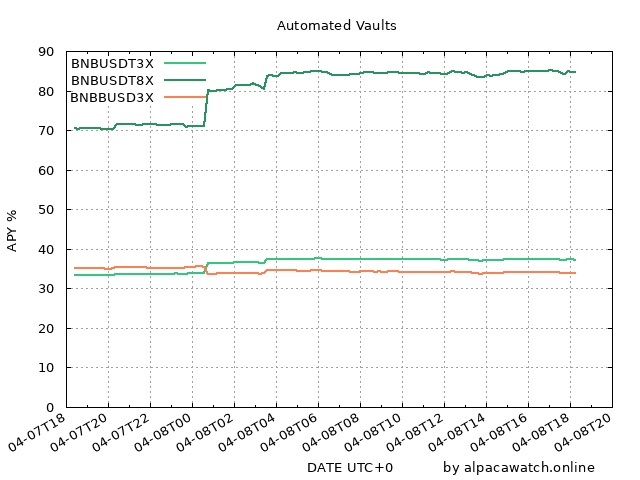 Automated Vaults
BNBUSDT3X
BNBUSDT8X
BNBBUSD3X
APY %
90
80
70
60
50
40
30
20
10
0
04-07T18
04-07T20
04-07T22
04-08T00
04-08T02
04-08T04
04-08T06
04-08T08
04-08T10
04-08T12
04-08T14
04-08T16
04-08T18
04-08T20
DATE UTC+0
by alpacawatch.online